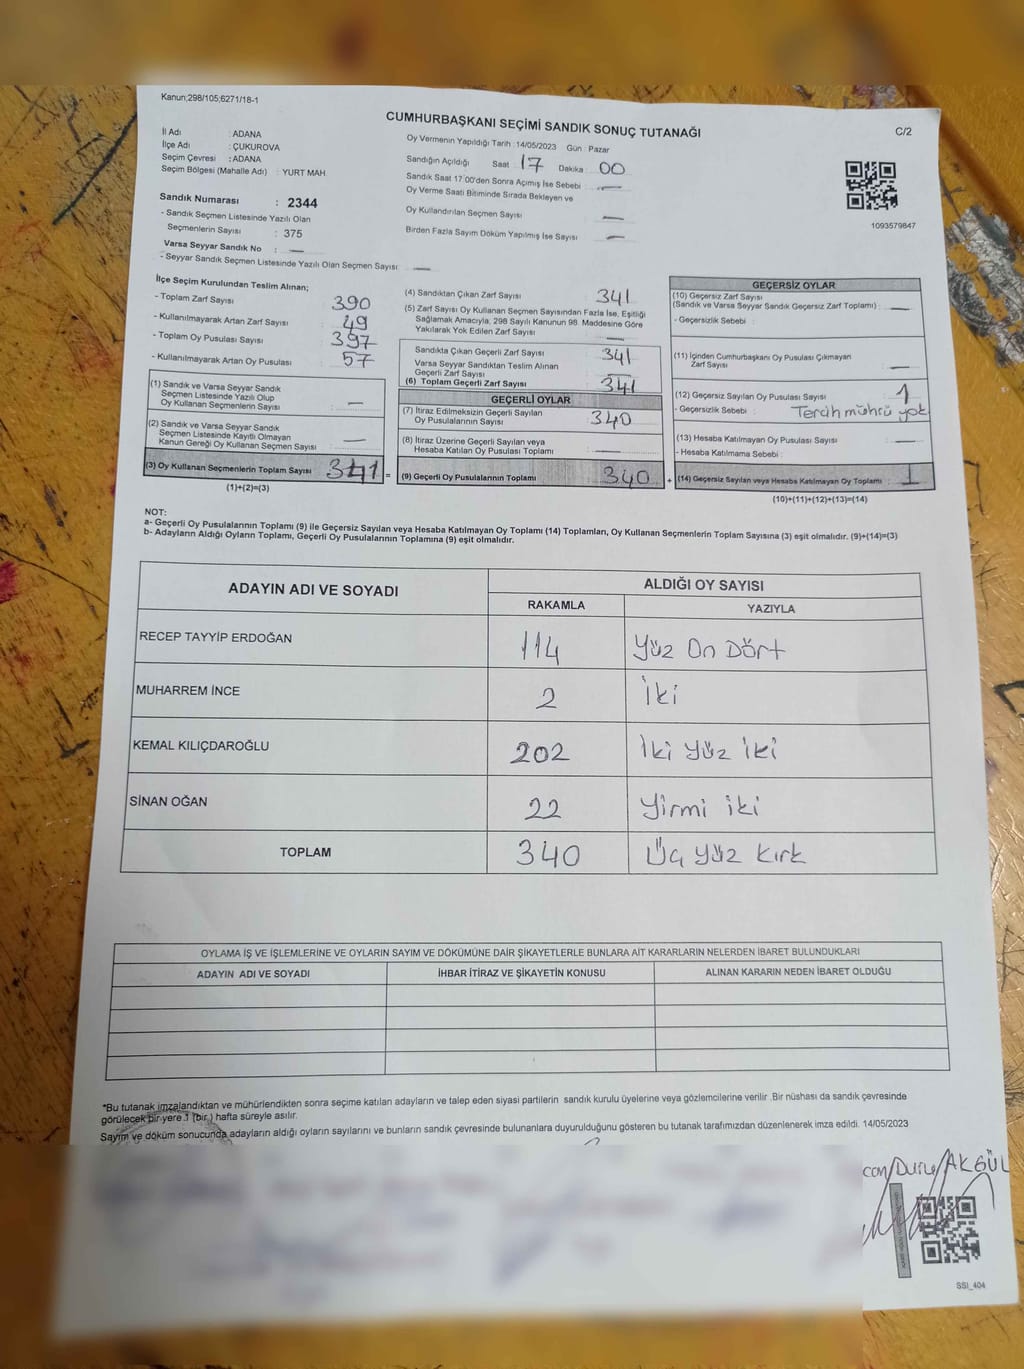 Kanun;298/105;6271/18-1
CUMHURBAŞKANI SEÇİMİ SANDIK SONUÇ TUTANAĞI
C/2
İl Adı : ADANA
İlçe Adı : ÇUKUROVA
Seçim Çevresi : ADANA
Seçim Bölgesi (Mahalle Adı) : YURT MAH
Oy Vermenin Yapıldığı Tarih :14/05/2023 Gün : Pazar
Sandığın Açıldığı Saat : 17 Dakika : 00
Sandık Saat 17:00'den Sonra Açımış İse Sebebi : —
Oy Verme Saati Bitiminde Sırada Bekleyen ve
Oy Kullandırılan Seçmen Sayısı —
Birden Fazla Sayım Döküm Yapılmış İse Sayısı : —
1093579847
Sandık Numarası : 2344
- Sandık Seçmen Listesinde Yazılı Olan
Seçmenlerin Sayısı : 375
Varsa Seyyar Sandık No : —
- Seyyar Sandık Seçmen Listesinde Yazılı Olan Seçmen Sayısı: —
İlçe Seçim Kurulundan Teslim Alınan;
- Toplam Zarf Sayısı 390
- Kullanılmayarak Artan Zarf Sayısı : 49
- Toplam Oy Pusulası Sayısı : 397
- Kullanılmayarak Artan Oy Pusulası : 57
(1) Sandık ve Varsa Seyyar Sandık
Seçmen Listesinde Yazılı Olup
Oy Kullanan Seçmenlerin Sayısı : —
(2) Sandık ve Varsa Seyyar Sandık
Seçmen Listesinde Kayıtlı Olmayan
Kanun Gereği Oy Kullanan Seçmen Sayısı : —
(3) Oy Kullanan Seçmenlerin Toplam Sayısı : 341 =
(1)+(2)=(3)
(4) Sandıktan Çıkan Zarf Sayısı : 341
(5) Zarf Sayısı Oy Kullanan Seçmen Sayısından Fazla İse, Eşitliği
Sağlamak Amacıyla, 298 Sayılı Kanunun 98. Maddesine Göre
Yakılarak Yok Edilen Zarf Sayısı : —
Sandıkta Çıkan Geçerli Zarf Sayısı : 341
Varsa Seyyar Sandıktan Teslim Alınan
Geçerli Zarf Sayısı : —
(6) Toplam Geçerli Zarf Sayısı : 341
GEÇERLİ OYLAR
(7) İtiraz Edilmeksizin Geçerli Sayılan
Oy Pusulalarının Sayısı : 340
(8) İtiraz Üzerine Geçerli Sayılan veya
Hesaba Katılan Oy Pusulası Toplamı : —
(9) Geçerli Oy Pusulalarının Toplamı : 340 +
GEÇERSİZ OYLAR
(10) Geçersiz Zarf Sayısı
(Sandık ve Varsa Seyyar Sandık Geçersiz Zarf Toplamı) : —
- Geçersizlik Sebebi :
(11) İçinden Cumhurbaşkanı Oy Pusulası Çıkmayan
Zarf Sayısı : —
(12) Geçersiz Sayılan Oy Pusulası Sayısı : 1
- Geçersizlik Sebebi : Tercih mührü yok
(13) Hesaba Katılmayan Oy Pusulası Sayısı : —
- Hesaba Katılmama Sebebi :
(14) Geçersiz Sayılan veya Hesaba Katılmayan Oy Toplamı : 1
(10)+(11)+(12)+(13)=(14)
NOT:
a- Geçerli Oy Pusulalarının Toplamı (9) ile Geçersiz Sayılan veya Hesaba Katılmayan Oy Toplamı (14) Toplamları, Oy Kullanan Seçmenlerin Toplam Sayısına (3) eşit olmalıdır. (9)+(14)=(3)
b- Adayların Aldığı Oyların Toplamı, Geçerli Oy Pusulalarının Toplamına (9) eşit olmalıdır.
ADAYIN ADI VE SOYADI
ALDIĞI OY SAYISI
RAKAMLA YAZIYLA
RECEP TAYYİP ERDOĞAN 114 Yüz On Dört
MUHARREM İNCE 2 İki
KEMAL KILIÇDAROĞLU 202 İki Yüz İki
SİNAN OĞAN 22 Yirmi iki
TOPLAM 340 Üç Yüz Kırk
OYLAMA İŞ VE İŞLEMLERİNE VE OYLARIN SAYIM VE DÖKÜMÜNE DAİR ŞİKAYETLERLE BUNLARA AİT KARARLARIN NELERDEN İBARET BULUNDUKLARI
ADAYIN ADI VE SOYADI İHBAR İTİRAZ VE ŞİKAYETİN KONUSU ALINAN KARARIN NEDEN İBARET OLDUĞU
*Bu tutanak imzalandıktan ve mühürlendikten sonra seçime katılan adayların ve talep eden siyasi partilerin sandık kurulu üyelerine veya gözlemcilerine verilir .Bir nüshası da sandık çevresinde
görülecek bir yere 1 (bir ) hafta süreyle asılır.
Sayım ve döküm sonucunda adayların aldığı oyların sayılarını ve bunların sandık çevresinde bulunanlara duyurulduğunu gösteren bu tutanak tarafımızdan düzenlenerek imza edildi. 14/05/2023
can/Duru/AKGÜL
SSI_404